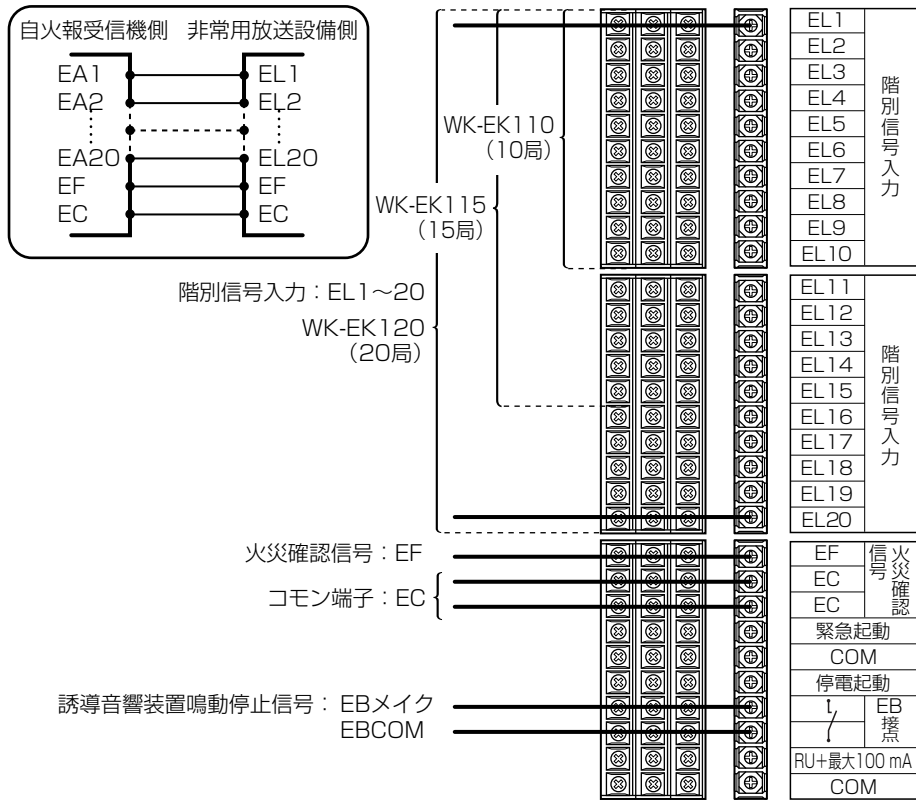 自火報受信機側 非常用放送設備側
EA1 EL1
EA2 EL2
EA20 EL20
EF EF
EC EC
WK-EK110
（10局）
WK-EK115
（15局）
階別信号入力：EL1～20
WK-EK120
（20局）
火災確認信号：EF
コモン端子：EC
誘導音響装置鳴動停止信号： EBメイク
EBCOM
EL1
EL2
EL3
EL4
EL5
EL6
EL7
EL8
EL9
EL10
階別信号入力
EL11
EL12
EL13
EL14
EL15
EL16
EL17
EL18
EL19
EL20
階別信号入力
EF
EC
EC
火災確認
信号
緊急起動
COM
停電起動
EB
接点
RU+最大100 mA
COM